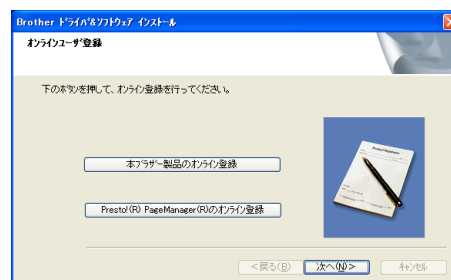 Brother ﾄﾞﾗｲﾊﾞ&ｿﾌﾄｳｪｱ ｲﾝｽﾄｰﾙ
ｵﾝﾗｲﾝﾕｰｻﾞ登録
下のﾎﾞﾀﾝを押して、ｵﾝﾗｲﾝ登録を行ってください。
本ﾌﾞﾗｻﾞｰ製品のｵﾝﾗｲﾝ登録
Presto!(R) PageManager(R)のｵﾝﾗｲﾝ登録
<戻る(B)
次へ(N)>
ｷｬﾝｾﾙ